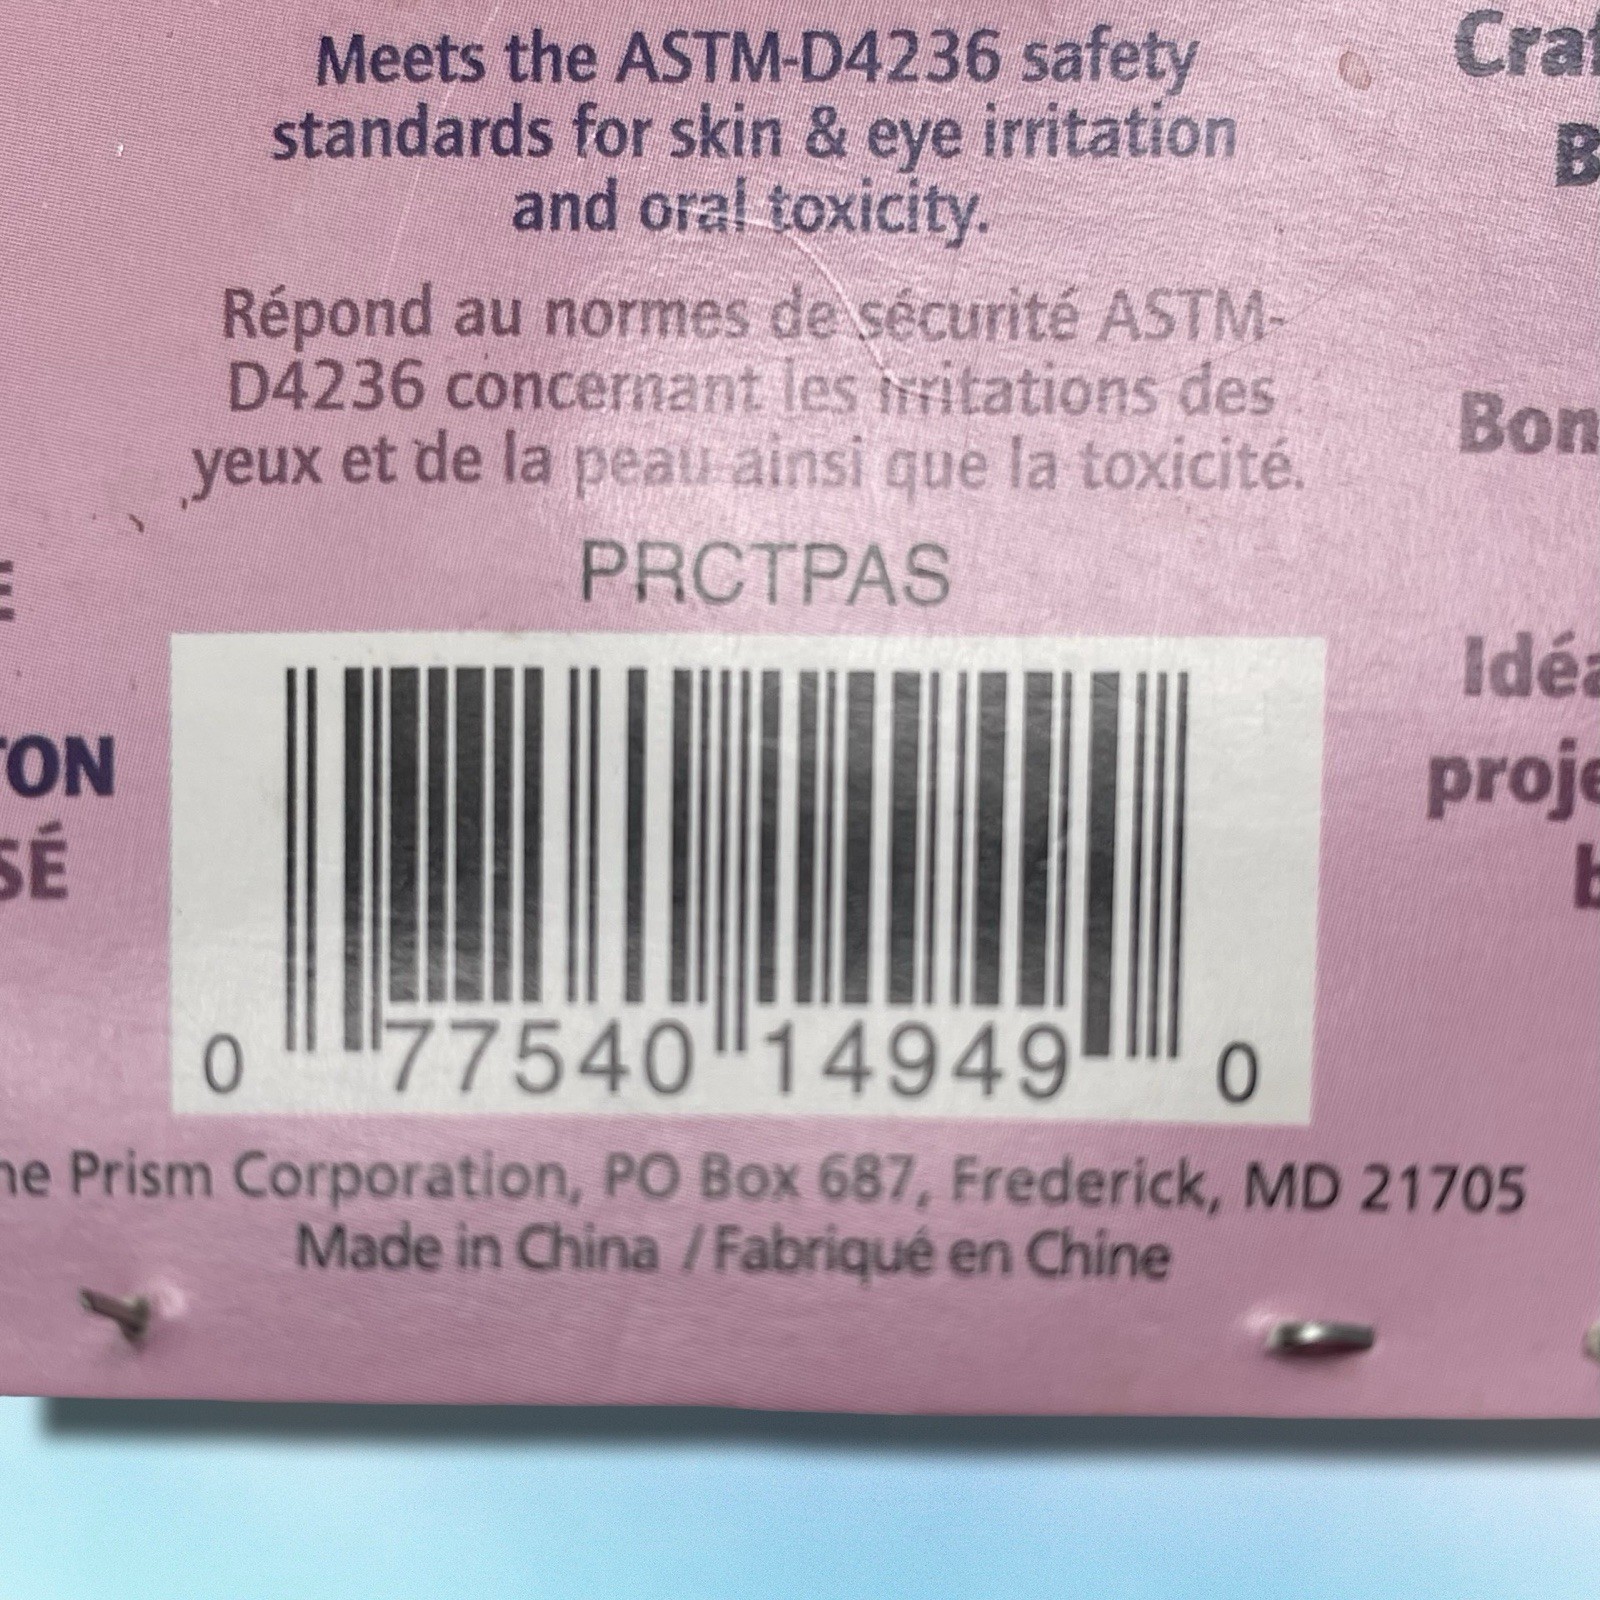 Meets the ASTM-D4236 safety
standards for skin & eye irritation
and oral toxicity.
Répond au normes de sécurité ASTM-
D4236 concernant les irritations des
yeux et de la peau ainsi que la toxicité.
PRCTPAS
0 77540 14949 0
Prism Corporation, PO Box 687, Frederick, MD 21705
Made in China / Fabriqué en Chine